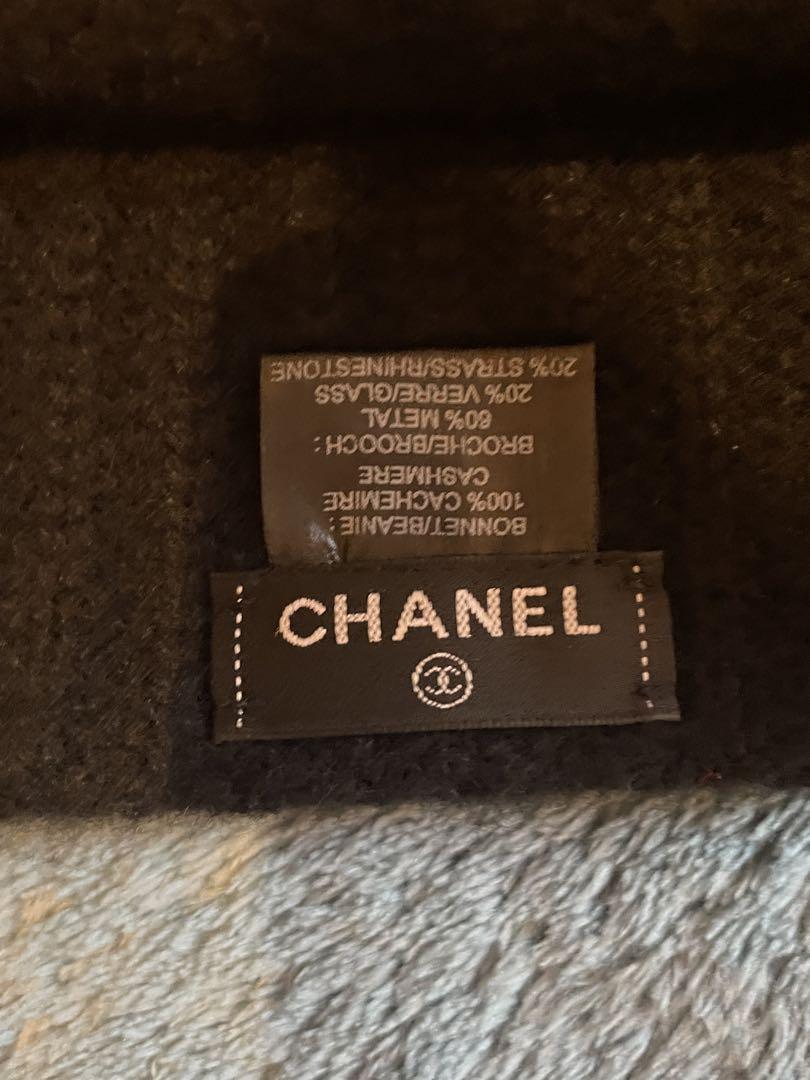 BONNET/BEANIE :
100% CACHEMIRE
CASHMERE
BROCHE/BROOCH :
60% METAL
20% VERRE/GLASS
20% STRASS/RHINESTONE
CHANEL